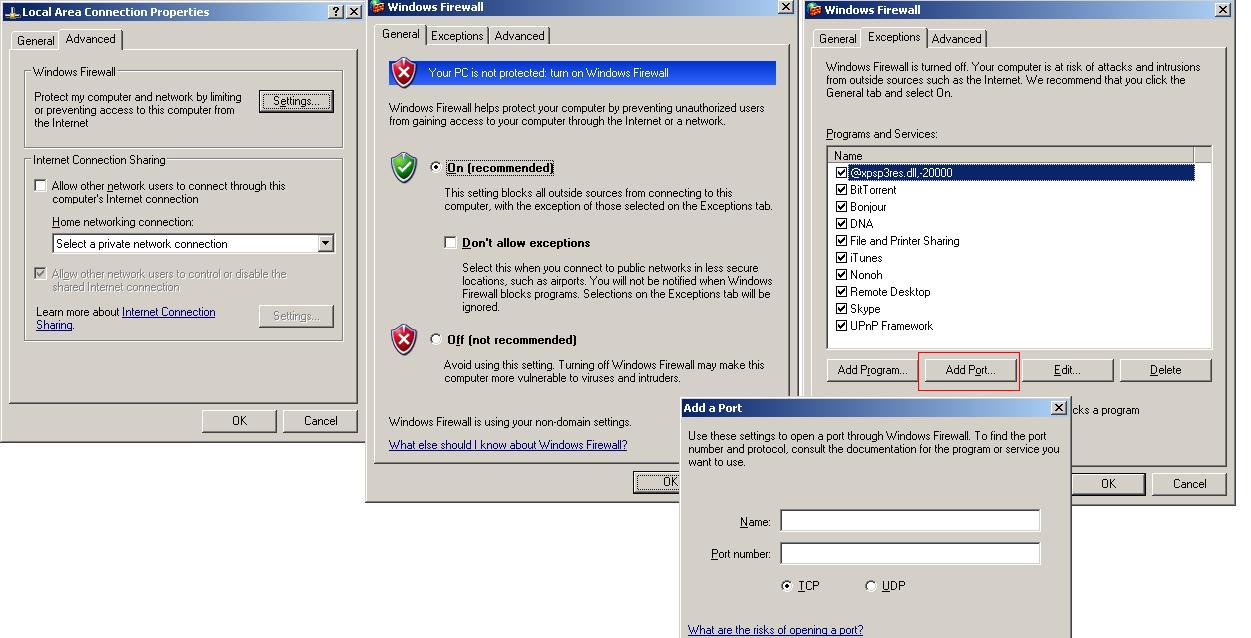 Local Area Connection Properties
General
Advanced
Windows Firewall
Protect my computer and network by limiting
or preventing access to this computer from
the Internet
Settings...
Internet Connection Sharing
Allow other network users to connect through this
computer's Internet connection
Home networking connection:
Select a private network connection
Allow other network users to control or disable the
shared Internet connection
Learn more about Internet Connection
Sharing.
Settings...
OK
Cancel
Windows Firewall
General
Exceptions
Advanced
Your PC is not protected: turn on Windows Firewall
Windows Firewall helps protect your computer by preventing unauthorized users
from gaining access to your computer through the Internet or a network.
On (recommended)
This setting blocks all outside sources from connecting to this
computer, with the exception of those selected on the Exceptions tab.
Don't allow exceptions
Select this when you connect to public networks in less secure
locations, such as airports. You will not be notified when Windows
Firewall blocks programs. Selections on the Exceptions tab will be
ignored.
Off (not recommended)
Avoid using this setting. Turning off Windows Firewall may make this
computer more vulnerable to viruses and intruders.
Windows Firewall is using your non-domain settings.
What else should I know about Windows Firewall?
OK
Windows Firewall
General
Exceptions
Advanced
Windows Firewall is turned off. Your computer is at risk of attacks and intrusions
from outside sources such as the Internet. We recommend that you click the
General tab and select On.
Programs and Services:
Name
@xpsp3res.dll,-20000
BitTorrent
Bonjour
DNA
File and Printer Sharing
iTunes
Nonoh
Remote Desktop
Skype
UPnP Framework
Add Program...
Add Port...
Edit...
Delete
cks a program
OK
Cancel
Add a Port
Use these settings to open a port through Windows Firewall. To find the port
number and protocol, consult the documentation for the program or service you
want to use.
Name:
Port number:
TCP
UDP
What are the risks of opening a port?